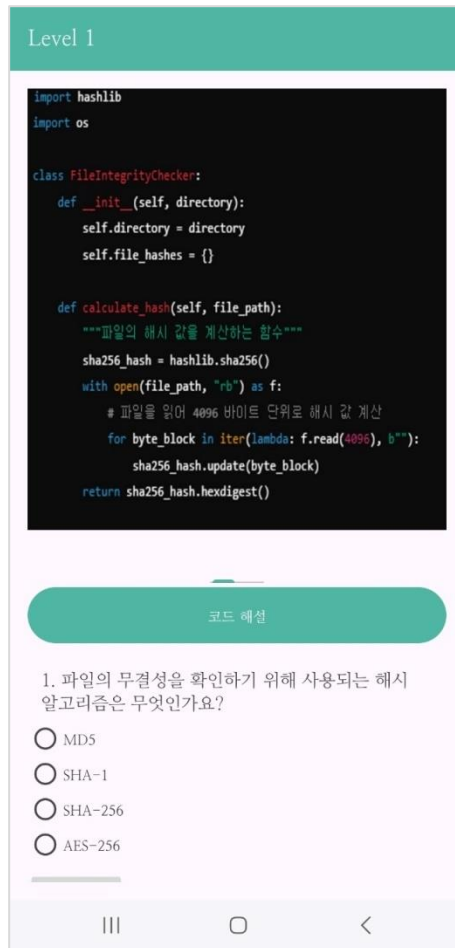 Level 1
import hashlib
import os
class FileIntegrityChecker:
def __init__(self, directory):
self.directory = directory
self.file_hashes = {}
def calculate_hash(self, file_path):
"""파일의 해시 값을 계산하는 함수"""
sha256_hash = hashlib.sha256()
with open(file_path, "rb") as f:
# 파일을 읽어 4096 바이트 단위로 해시 값 계산
for byte_block in iter(lambda: f.read(4096), b""):
sha256_hash.update(byte_block)
return sha256_hash.hexdigest()
코드 해설
1. 파일의 무결성을 확인하기 위해 사용되는 해시
알고리즘은 무엇인가요?
MD5
SHA-1
SHA-256
AES-256